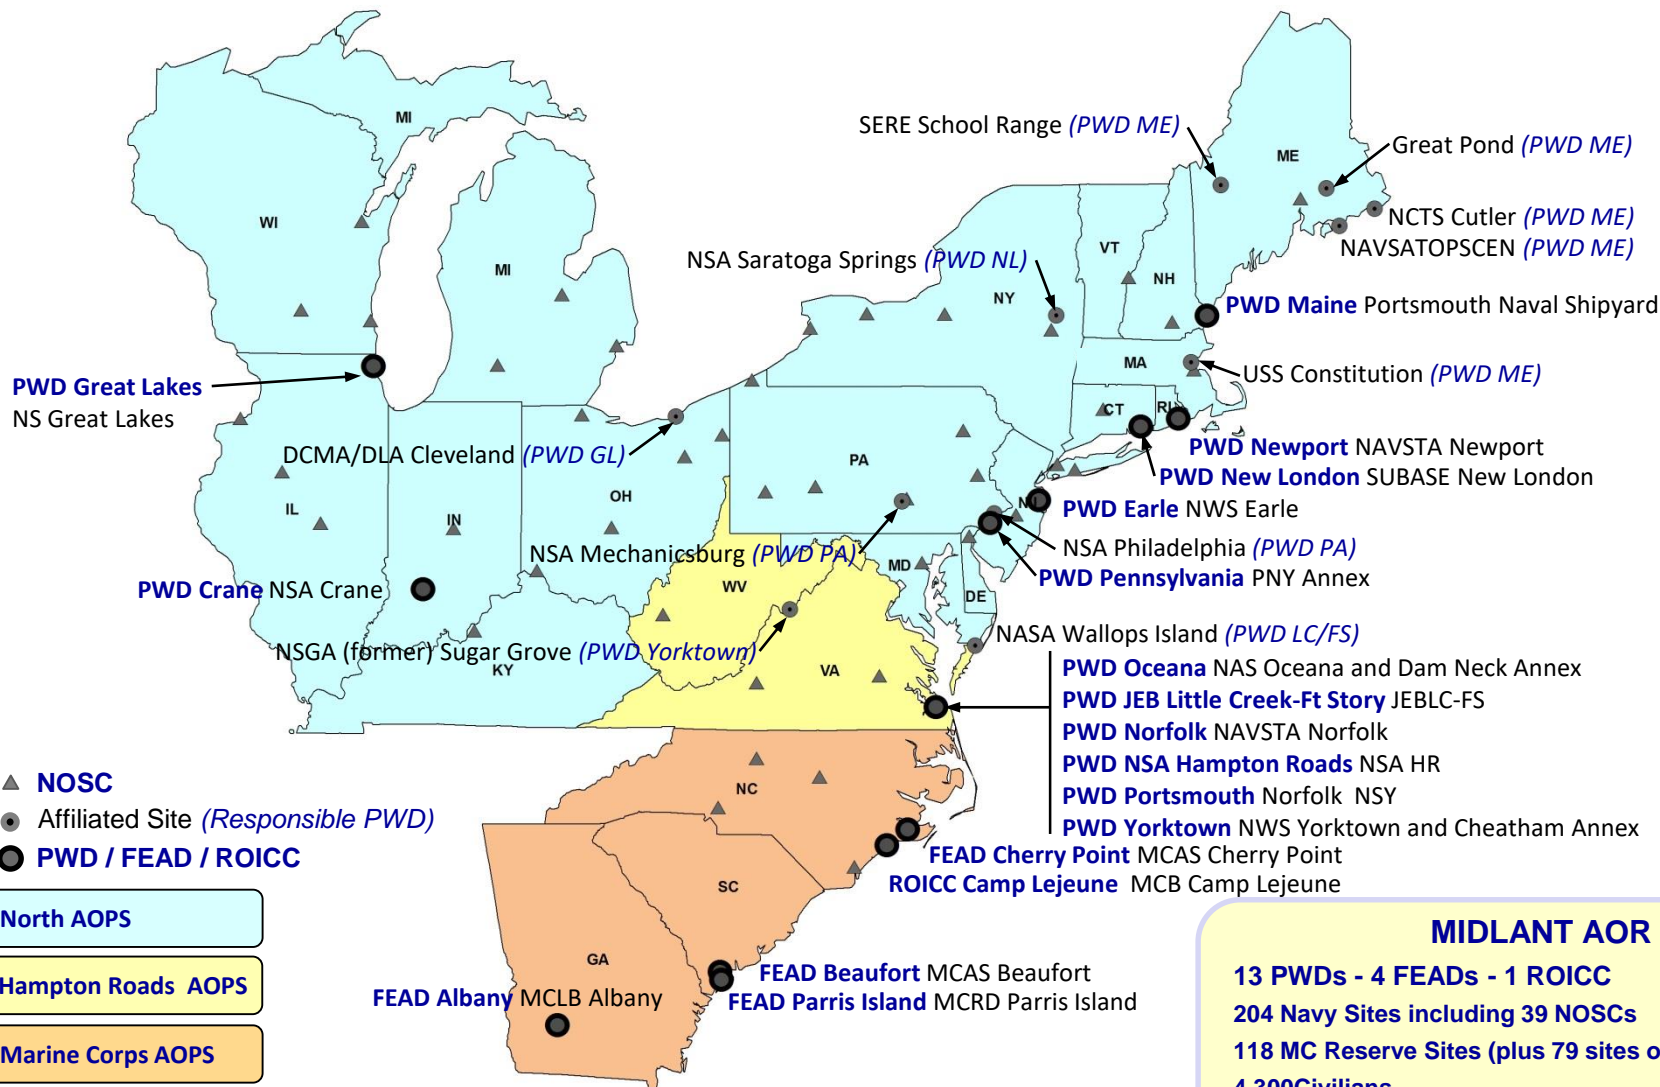 MI
SERE School Range (PWD ME)
ME
Great Pond (PWD ME)
WI
NCTS Cutler (PWD ME)
NAVSATOPSCEN (PWD ME)
VT
MI
NSA Saratoga Springs (PWD NL)
NH
NY
PWD Maine Portsmouth Naval Shipyard
MA
USS Constitution (PWD ME)
PWD Great Lakes
NS Great Lakes
CT
RI
PWD Newport NAVSTA Newport
DCMA/DLA Cleveland (PWD GL)
PA
PWD New London SUBASE New London
OH
IL
IN
NJ
PWD Earle NWS Earle
NSA Mechanicsburg (PWD PA)
NSA Philadelphia (PWD PA)
MD
PWD Pennsylvania PNY Annex
PWD Crane NSA Crane
WV
DE
NASA Wallops Island (PWD LC/FS)
NSGA (former) Sugar Grove (PWD Yorktown)
KY
VA
PWD Oceana NAS Oceana and Dam Neck Annex
PWD JEB Little Creek-Ft Story JEBLC-FS
PWD Norfolk NAVSTA Norfolk
PWD NSA Hampton Roads NSA HR
PWD Portsmouth Norfolk NSY
PWD Yorktown NWS Yorktown and Cheatham Annex
NC
FEAD Cherry Point MCAS Cherry Point
ROICC Camp Lejeune MCB Camp Lejeune
NOSC
Affiliated Site (Responsible PWD)
PWD / FEAD / ROICC
SC
North AOPS
GA
Hampton Roads AOPS
FEAD Beaufort MCAS Beaufort
FEAD Albany MCLB Albany
FEAD Parris Island MCRD Parris Island
Marine Corps AOPS
MIDLANT AOR
13 PWDs - 4 FEADs - 1 ROICC
204 Navy Sites including 39 NOSCs
118 MC Reserve Sites (plus 79 sites o
4,300Civilians